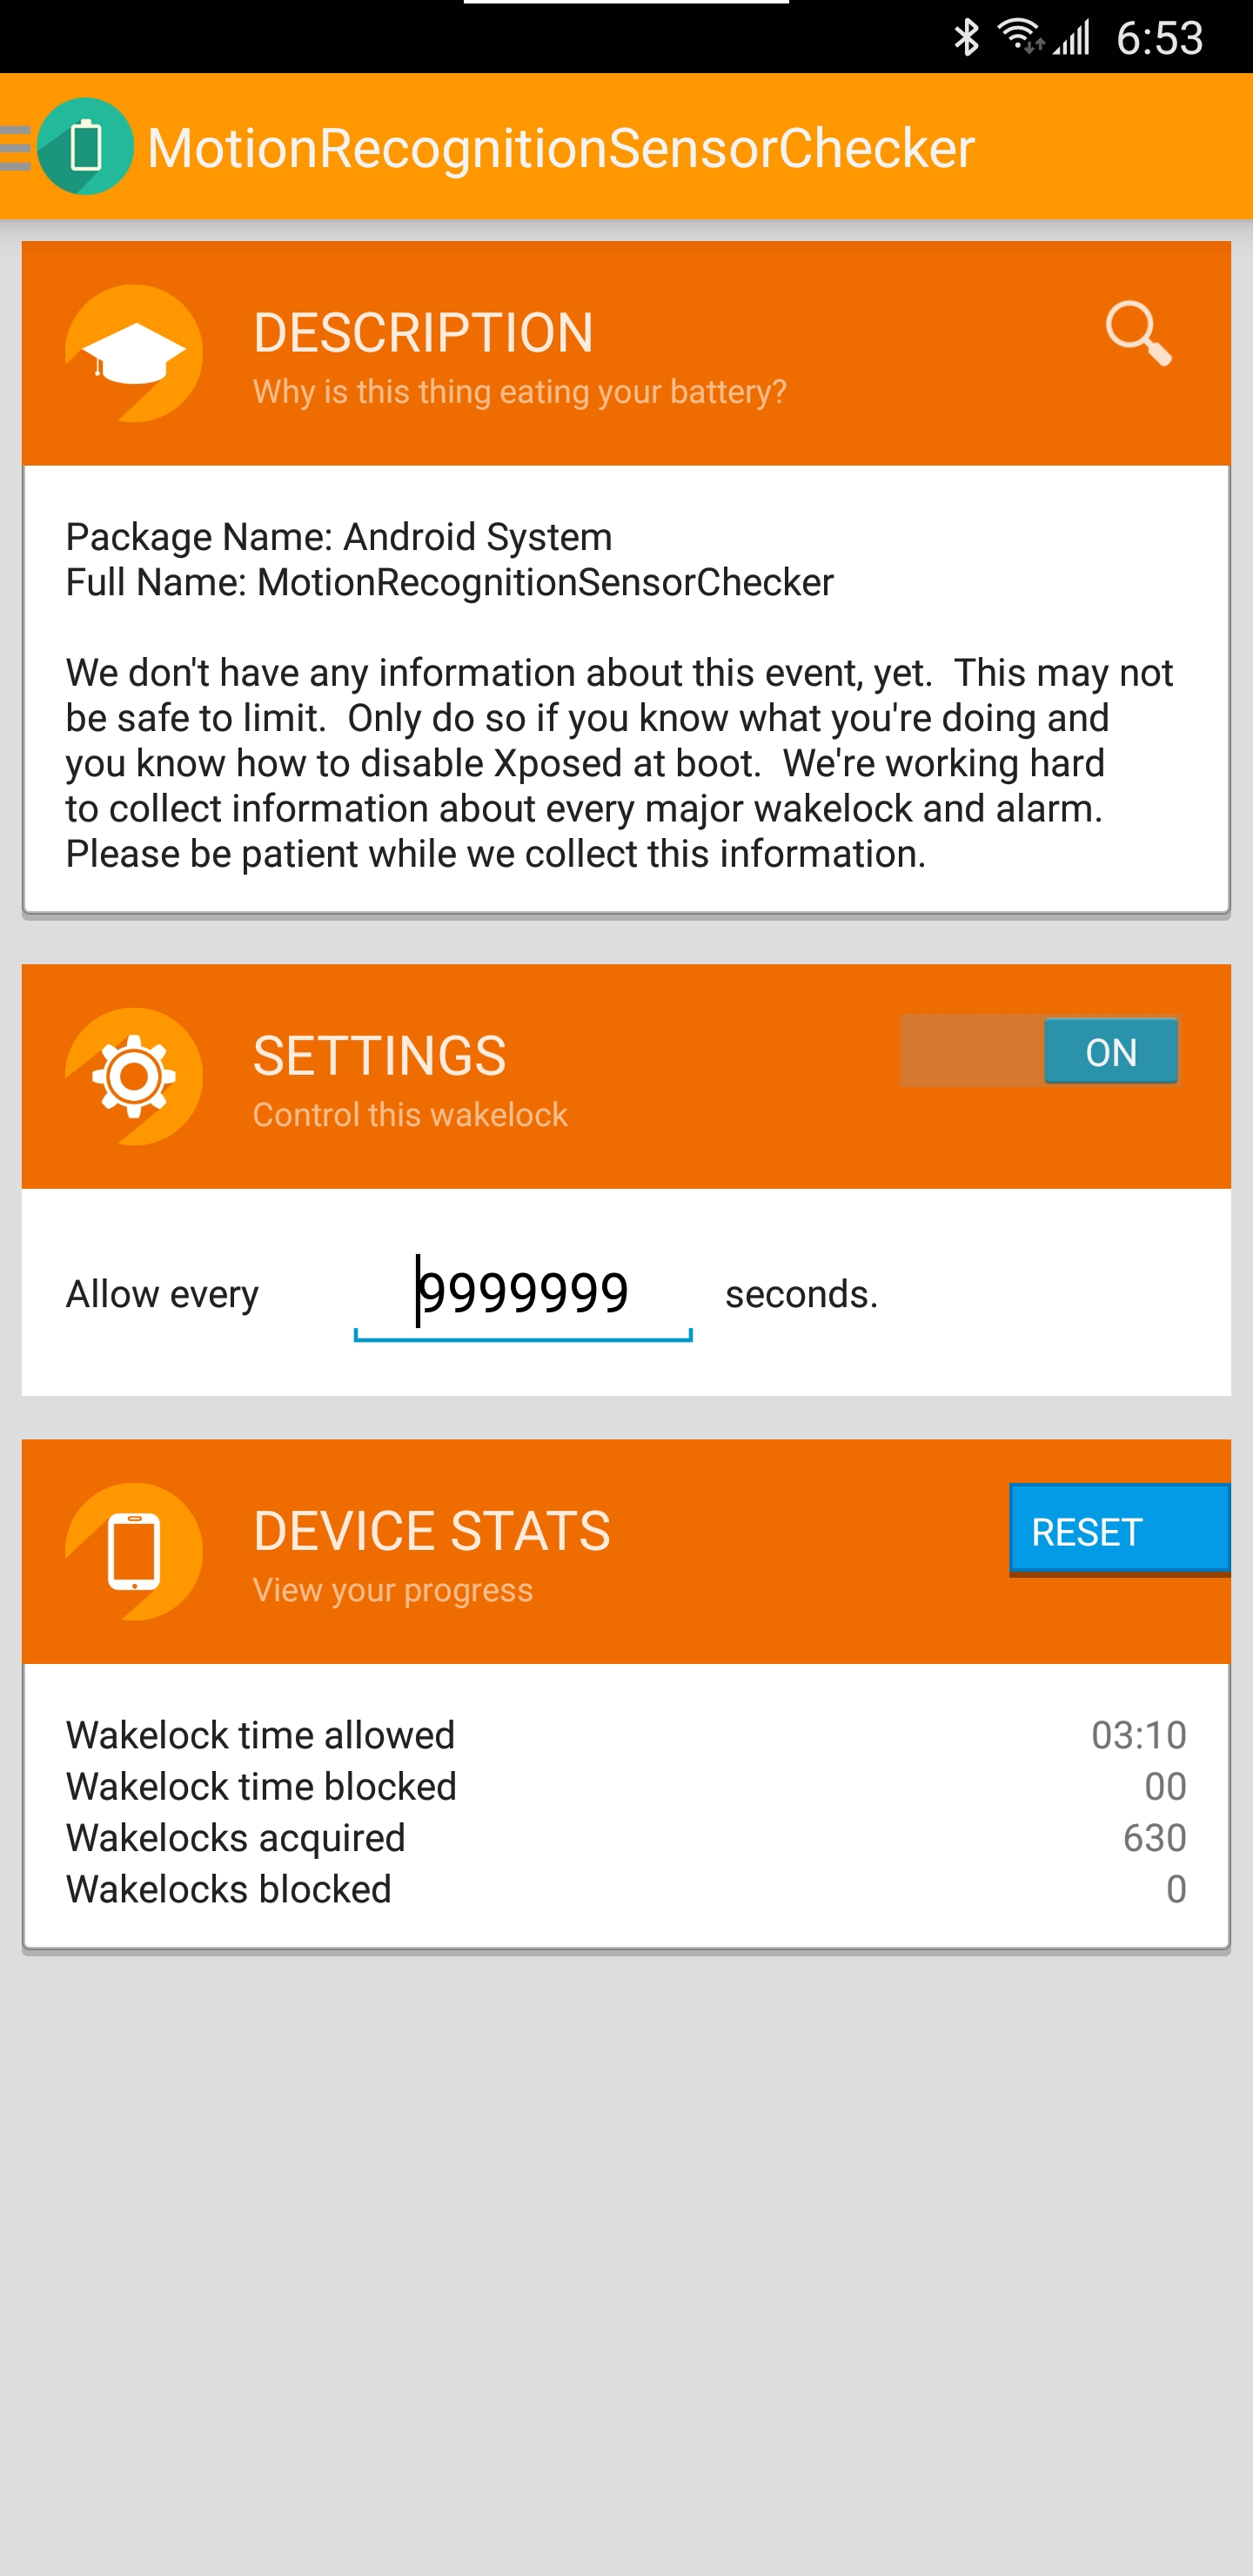 6:53
MotionRecognitionSensorChecker
DESCRIPTION
Why is this thing eating your battery?
Package Name: Android System
Full Name: MotionRecognitionSensorChecker
We don't have any information about this event, yet.  This may not
be safe to limit.  Only do so if you know what you're doing and
you know how to disable Xposed at boot.  We're working hard
to collect information about every major wakelock and alarm.
Please be patient while we collect this information.
SETTINGS
ON
Control this wakelock
Allow every 9999999 seconds.
DEVICE STATS
RESET
View your progress
Wakelock time allowed 03:10
Wakelock time blocked 00
Wakelocks acquired 630
Wakelocks blocked 0